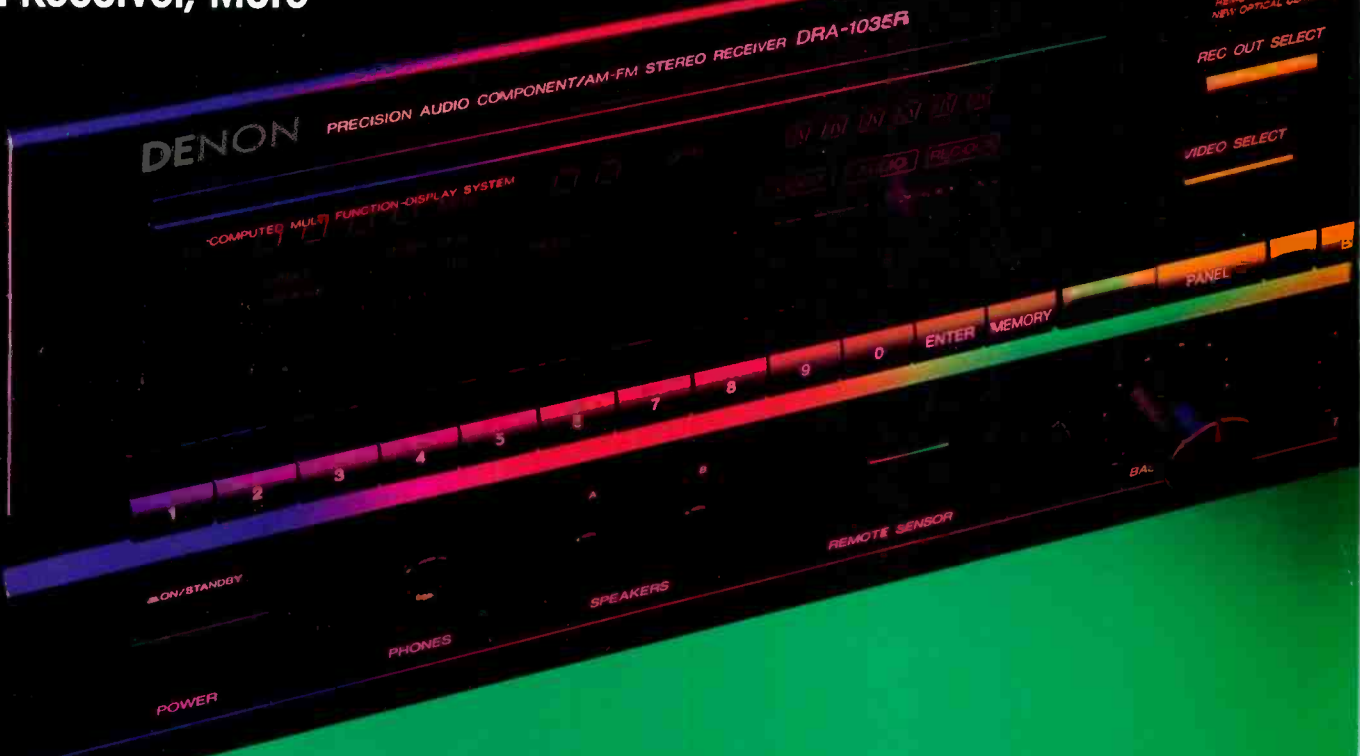 Receiver, More
DENON
PRECISION AUDIO COMPONENT/AM-FM STEREO RECEIVER DRA-1035R
REC OUT SELECT
VIDEO SELECT
COMPUTED MULTI FUNCTION DISPLAY SYSTEM
PANEL
1 2 3 4 5 6 7 8 9 0 ENTER MEMORY
A B
ON/STANDBY
REMOTE SENSOR
SPEAKERS
PHONES
POWER